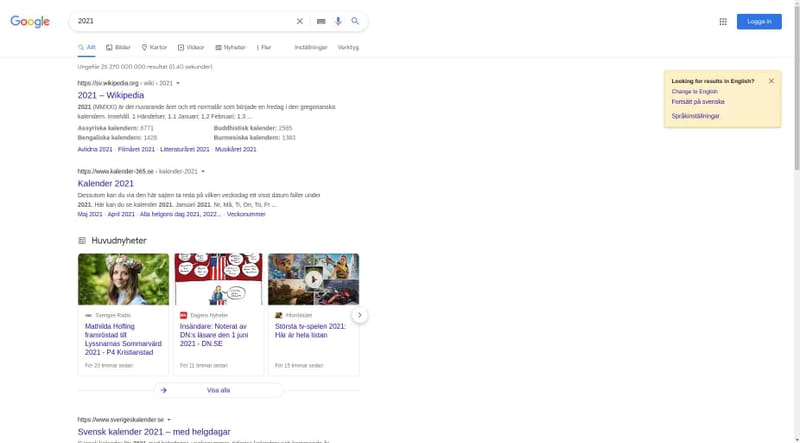 Google
2021
Logga in
Allt
Bilder
Kartor
Videor
Nyheter
Fler
Inställningar
Verktyg
Ungefär 25 270 000 000 resultat (0,40 sekunder)
https://sv.wikipedia.org › wiki › 2021
2021 – Wikipedia
2021 (MMXXI) är det nuvarande året och ett normalår som började en fredag i den gregorianska
kalendern. Innehåll. 1 Händelser. 1.1 Januari; 1.2 Februari; 1.3 ...
Assyriska kalendern: 6771
Buddhistisk kalender: 2565
Bengaliska kalendern: 1428
Burmesiska kalendern: 1383
Avlidna 2021 · Filmåret 2021 · Litteraturåret 2021 · Musikåret 2021
https://www.kalender-365.se › kalender-2021
Kalender 2021
Dessutom kan du via den här sajten ta reda på vilken veckodag ett visst datum faller under
2021. Här kan du se kalender 2021. Januari 2021. Nr, Må, Ti, On, To, Fr ...
Maj 2021 · April 2021 · Alla helgons dag 2021, 2022... · Veckonummer
Huvudnyheter
Sveriges Radio
Mathilda Hofling
framröstad till
Lyssnarnas Sommarvärd
2021 - P4 Kristianstad
För 20 timmar sedan
Dagens Nyheter
Insändare: Noterat av
DN:s läsare den 1 juni
2021 - DN.SE
För 11 timmar sedan
Aftonbladet
Största tv-spelen 2021:
Här är hela listan
För 15 timmar sedan
Visa alla
https://www.sverigeskalender.se
Svensk kalender 2021 – med helgdagar
Looking for results in English?
Change to English
Fortsätt på svenska
Språkinställningar